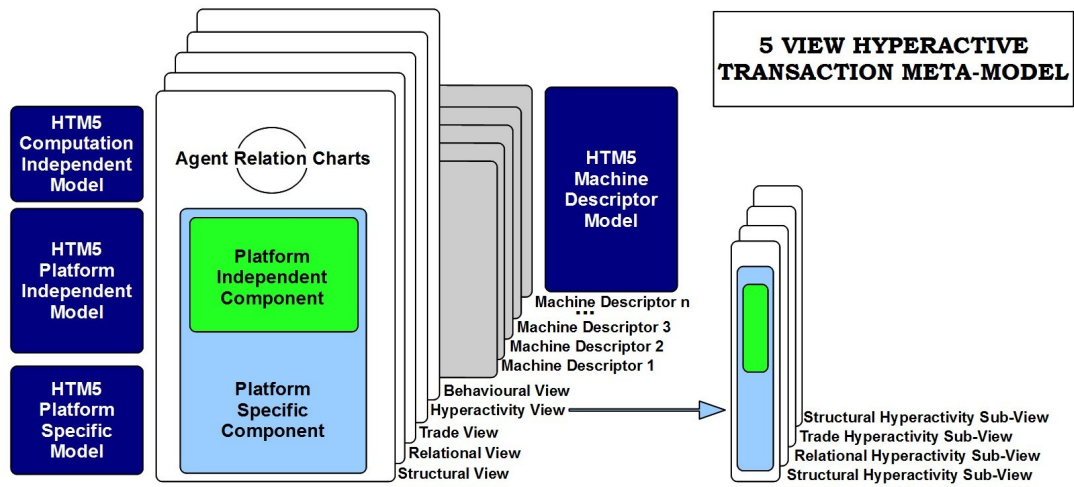 5 VIEW HYPERACTIVE
TRANSACTION META-MODEL
HTM5
Computation
Independent
Model
HTM5
Platform
Independent
Model
HTM5
Platform
Specific
Model
Agent Relation Charts
Platform
Independent
Component
Platform
Specific
Component
HTM5
Machine
Descriptor
Model
Machine Descriptor n
...
Machine Descriptor 3
Machine Descriptor 2
Machine Descriptor 1
Behavioural View
Hyperactivity View
Trade View
Relational View
Structural View
Structural Hyperactivity Sub-View
Trade Hyperactivity Sub-View
Relational Hyperactivity Sub-View
Structural Hyperactivity Sub-View